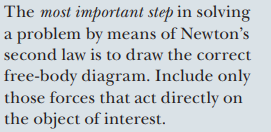 The most important step in solving
a problem by means of Newton's
second law is to draw the correct
free-body diagram. Include only
those forces that act directly on
the object of interest.